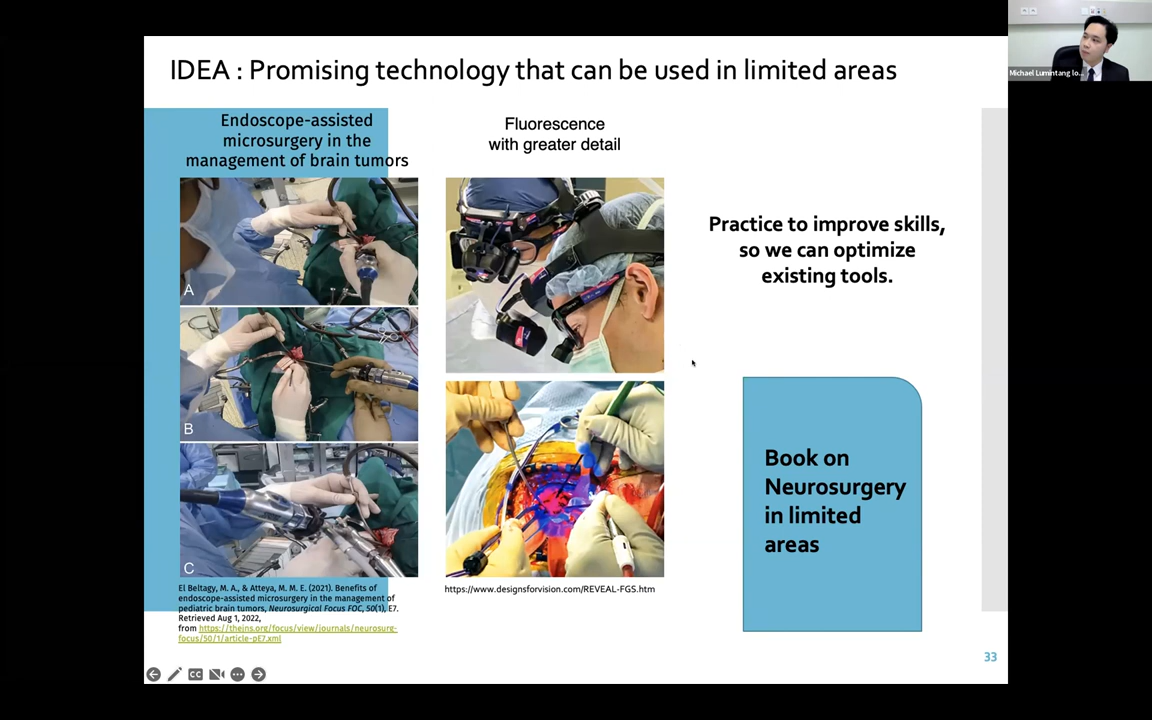 IDEA : Promising technology that can be used in limited areas
Endoscope-assisted
microsurgery in the
management of brain tumors
A
B
C
El Beltagy, M. A., & Atteya, M. M. E. (2021). Benefits of
endoscope-assisted microsurgery in the management of
pediatric brain tumors, Neurosurgical Focus FOC, 50(1), E7.
Retrieved Aug 1, 2022,
from https://thejns.org/focus/view/journals/neurosurg-
focus/50/1/article-pE7.xml
Fluorescence
with greater detail
https://www.designsforvision.com/REVEAL-FGS.htm
Practice to improve skills,
so we can optimize
existing tools.
Book on
Neurosurgery
in limited
areas
33
CC
Michael Lumintang lo...